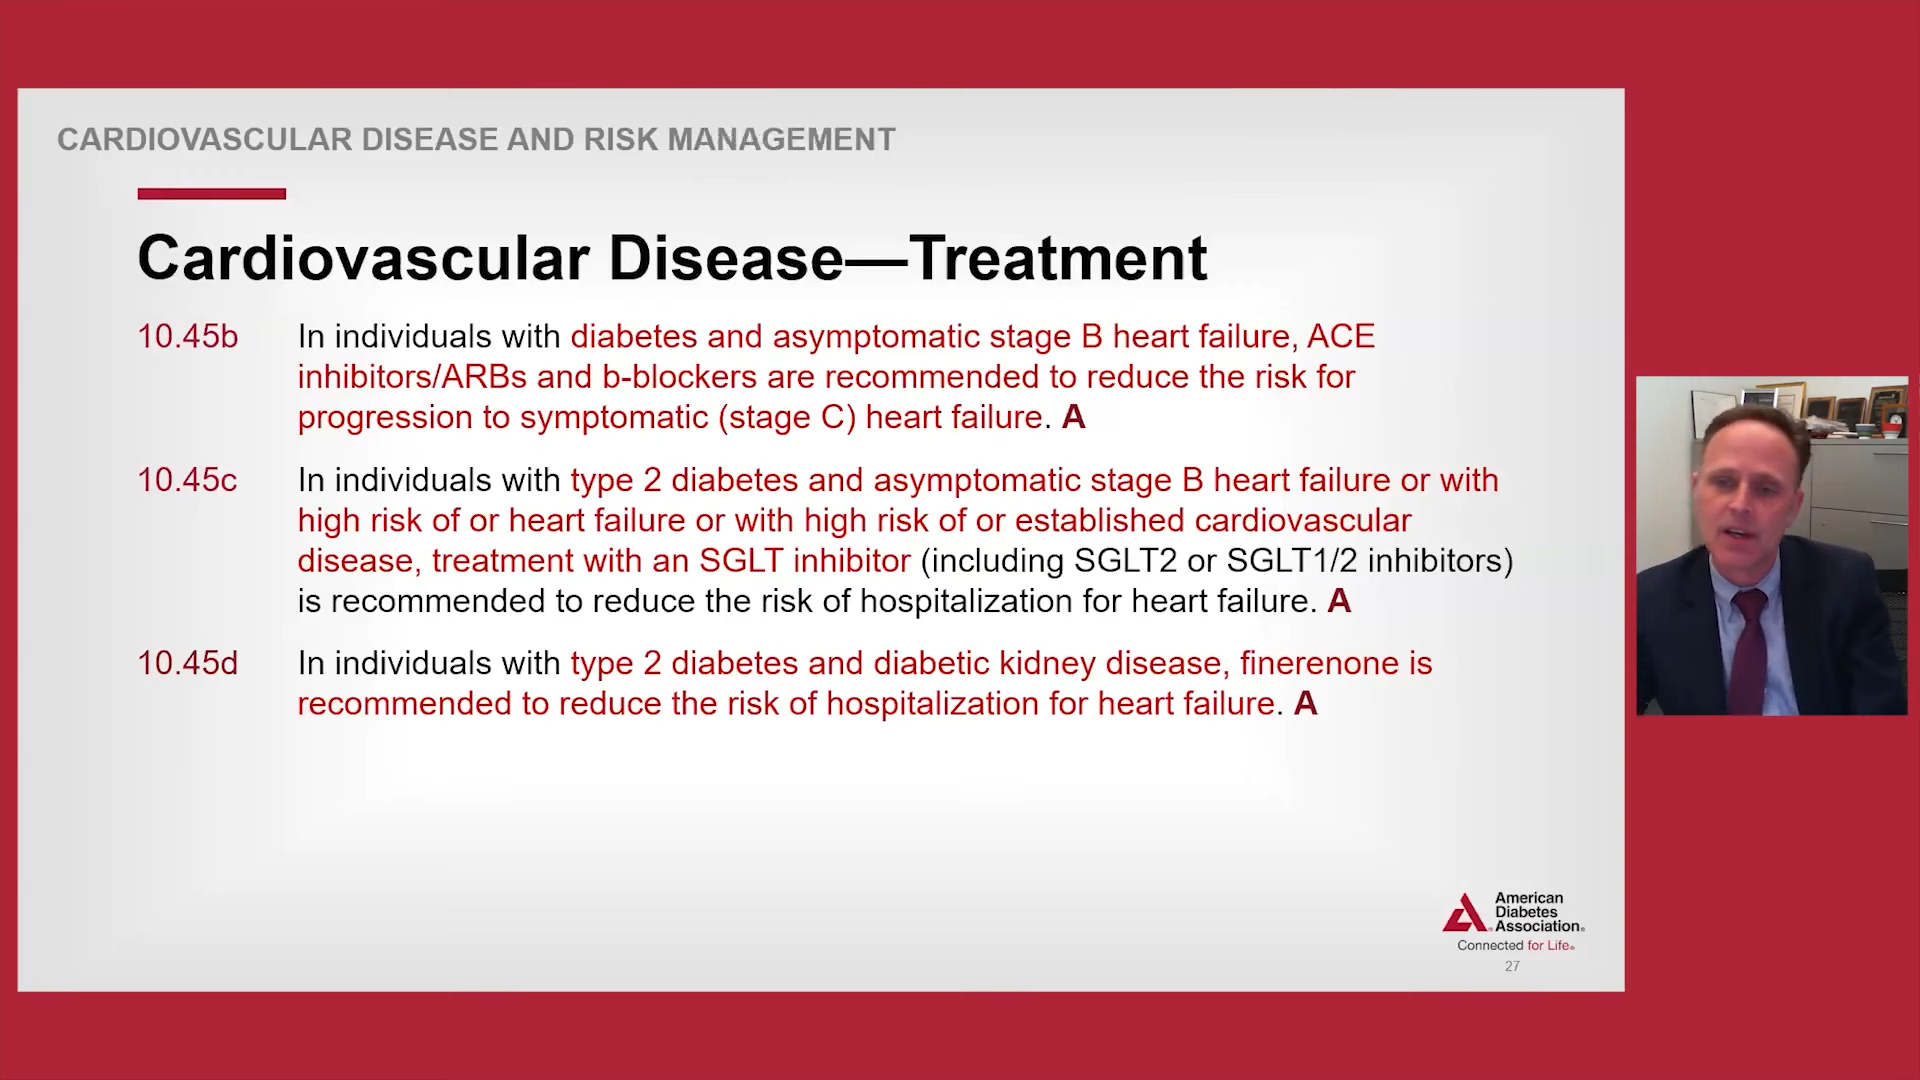 CARDIOVASCULAR DISEASE AND RISK MANAGEMENT
Cardiovascular Disease—Treatment
10.45b In individuals with diabetes and asymptomatic stage B heart failure, ACE
inhibitors/ARBs and b-blockers are recommended to reduce the risk for
progression to symptomatic (stage C) heart failure. A
10.45c In individuals with type 2 diabetes and asymptomatic stage B heart failure or with
high risk of or heart failure or with high risk of or established cardiovascular
disease, treatment with an SGLT inhibitor (including SGLT2 or SGLT1/2 inhibitors)
is recommended to reduce the risk of hospitalization for heart failure. A
10.45d In individuals with type 2 diabetes and diabetic kidney disease, finerenone is
recommended to reduce the risk of hospitalization for heart failure. A
American
Diabetes
Association®
Connected for Life®
27